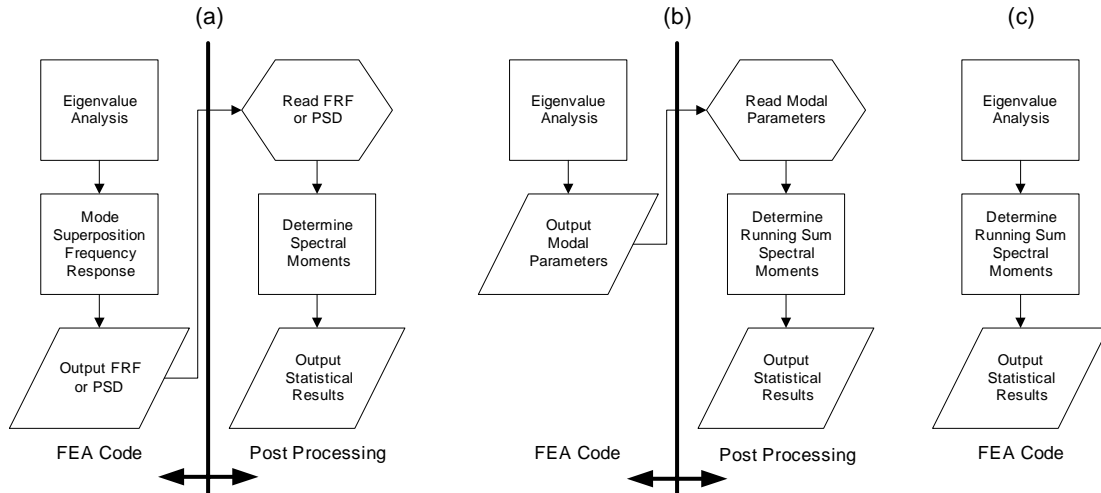 (a)
Eigenvalue
Analysis
Mode
Superposition
Frequency
Response
Output FRF
or PSD
FEA Code
Read FRF
or PSD
Determine
Spectral
Moments
Output
Statistical
Results
Post Processing
(b)
Eigenvalue
Analysis
Output
Modal
Parameters
FEA Code
Read Modal
Parameters
Determine
Running Sum
Spectral
Moments
Output
Statistical
Results
Post Processing
(c)
Eigenvalue
Analysis
Determine
Running Sum
Spectral
Moments
Output
Statistical
Results
FEA Code